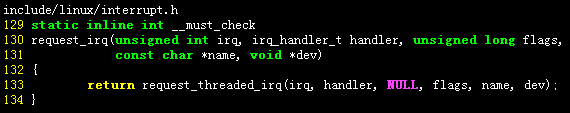 include/linux/interrupt.h
129 static inline int __must_check
130 request_irq(unsigned int irq, irq_handler_t handler, unsigned long flags,
131             const char *name, void *dev)
132 {
133         return request_threaded_irq(irq, handler, NULL, flags, name, dev);
134 }